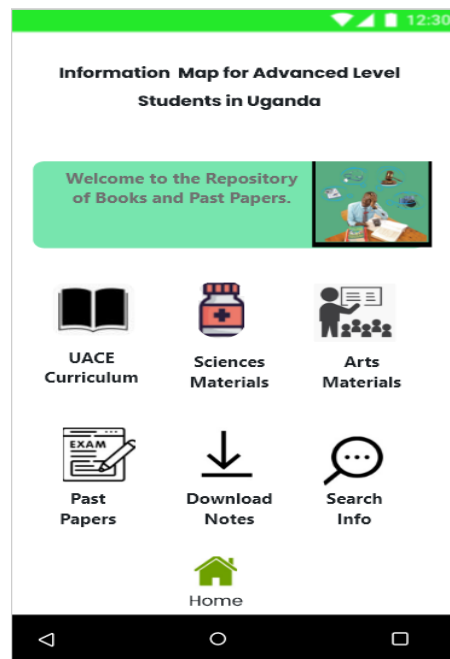 12:30
Information Map for Advanced Level
Students in Uganda
Welcome to the Repository
of Books and Past Papers.
UACE
Curriculum
Sciences
Materials
Arts
Materials
EXAM
Past
Papers
Download
Notes
Search
Info
Home